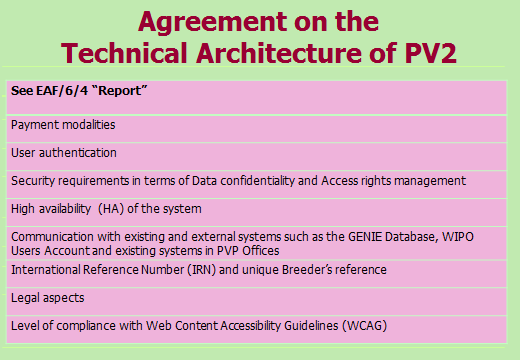 Agreement on the
Technical Architecture of PV2
See EAF/6/4 “Report”
Payment modalities
User authentication
Security requirements in terms of Data confidentiality and Access rights management
High availability  (HA) of the system
Communication with existing and external systems such as the GENIE Database, WIPO
Users Account and existing systems in PVP Offices
International Reference Number (IRN) and unique Breeder’s reference
Legal aspects
Level of compliance with Web Content Accessibility Guidelines (WCAG)